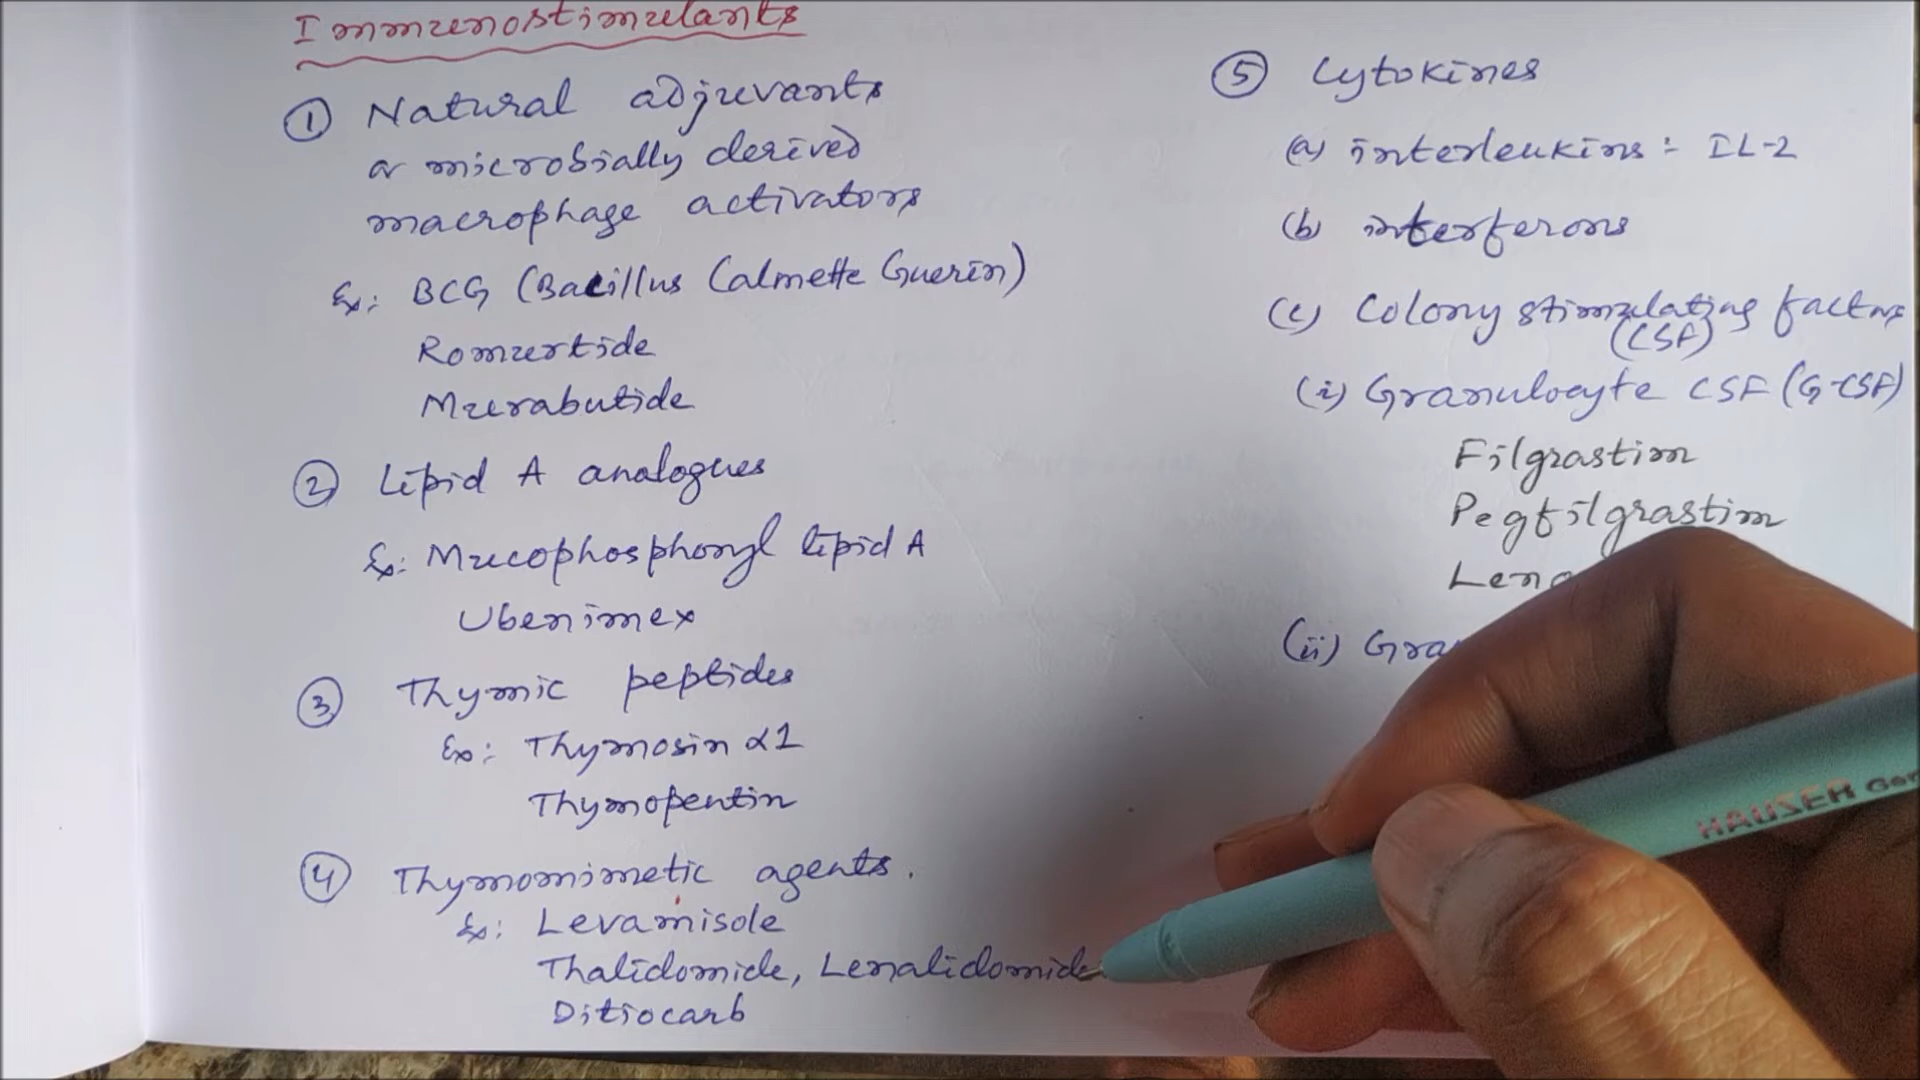 Immunostimulants
① Natural adjuvants
or microbially derived
macrophage activators
Ex: BCG (Bacillus Calmette Guerin)
Romurtide
Murabutide
② Lipid A analogues
Ex: Mucophosphoryl lipid A
Ubenimex
③ Thymic peptides
Ex: Thymosin α1
Thymopentin
④ Thymomimetic agents.
Ex: Levamisole
Thalidomide, Lenalidomide
Ditiocarb
⑤ Cytokines
(a) interleukins: IL-2
(b) interferons
(c) Colony stimulating factors
(CSF)
(i) Granulocyte CSF (G-CSF)
Filgrastim
Pegfilgrastim
(ii)
HAUSER